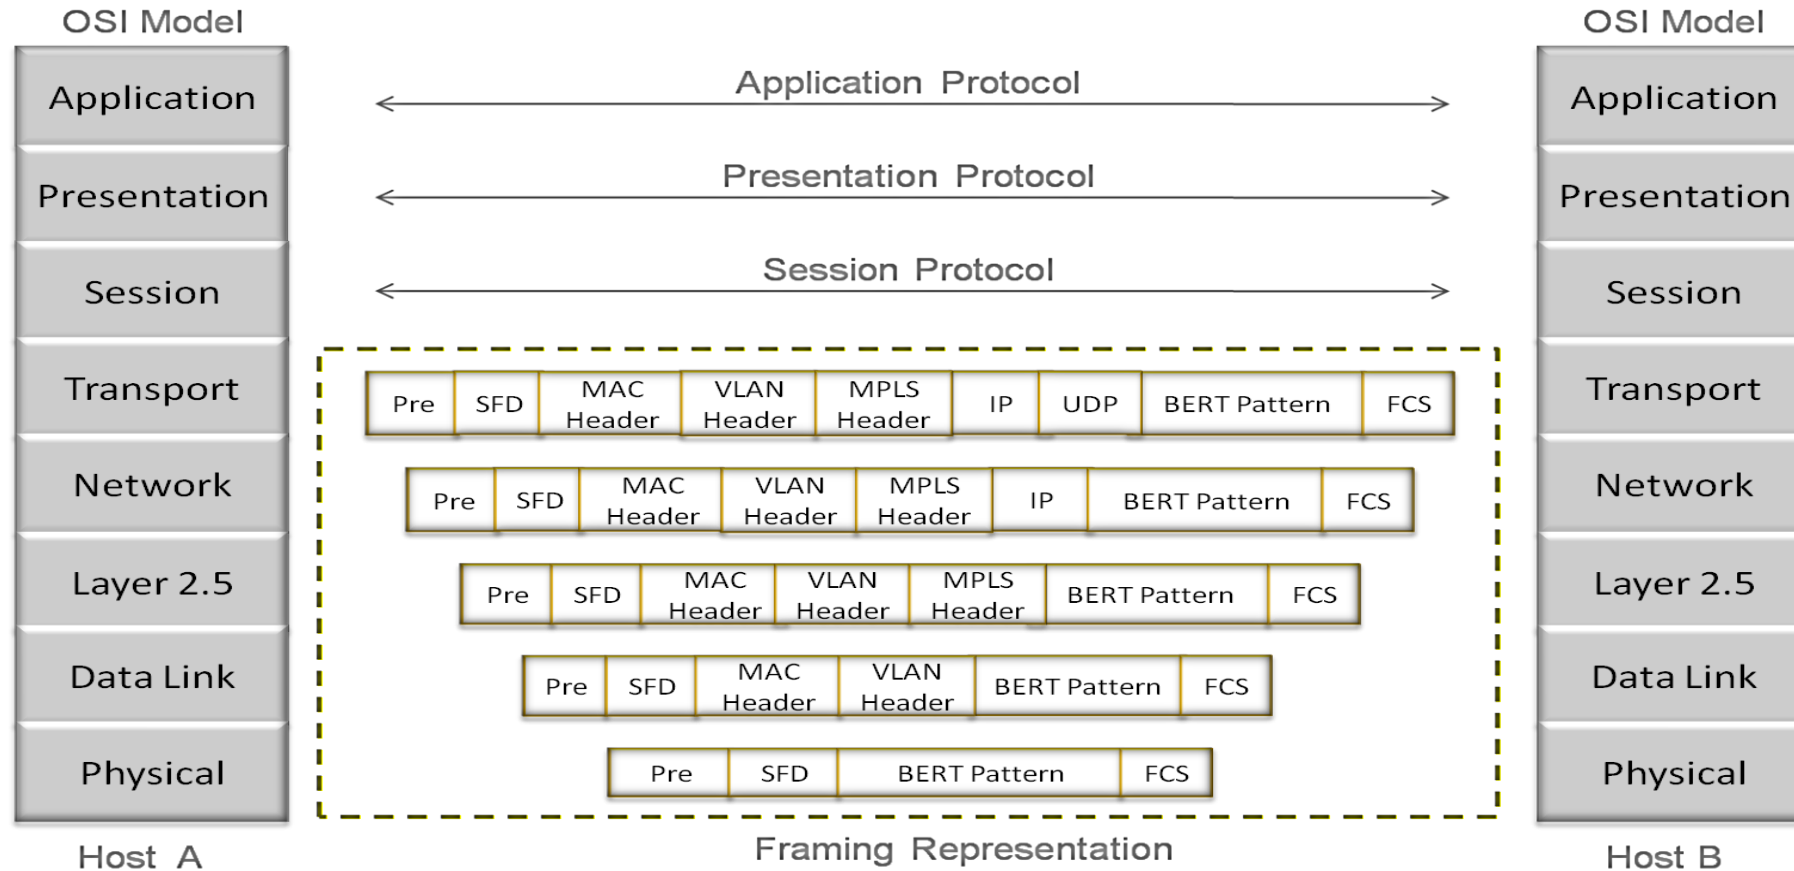 OSI Model
OSI Model
Application
Application Protocol
Application
Presentation
Presentation Protocol
Presentation
Session
Session Protocol
Session
Transport
Pre
SFD
MAC
Header
VLAN
Header
MPLS
Header
IP
UDP
BERT Pattern
FCS
Transport
Network
Pre
SFD
MAC
Header
VLAN
Header
MPLS
Header
IP
BERT Pattern
FCS
Network
Layer 2.5
Pre
SFD
MAC
Header
VLAN
Header
MPLS
Header
BERT Pattern
FCS
Layer 2.5
Data Link
Pre
SFD
MAC
Header
VLAN
Header
BERT Pattern
FCS
Data Link
Physical
Pre
SFD
BERT Pattern
FCS
Physical
Host A
Framing Representation
Host B